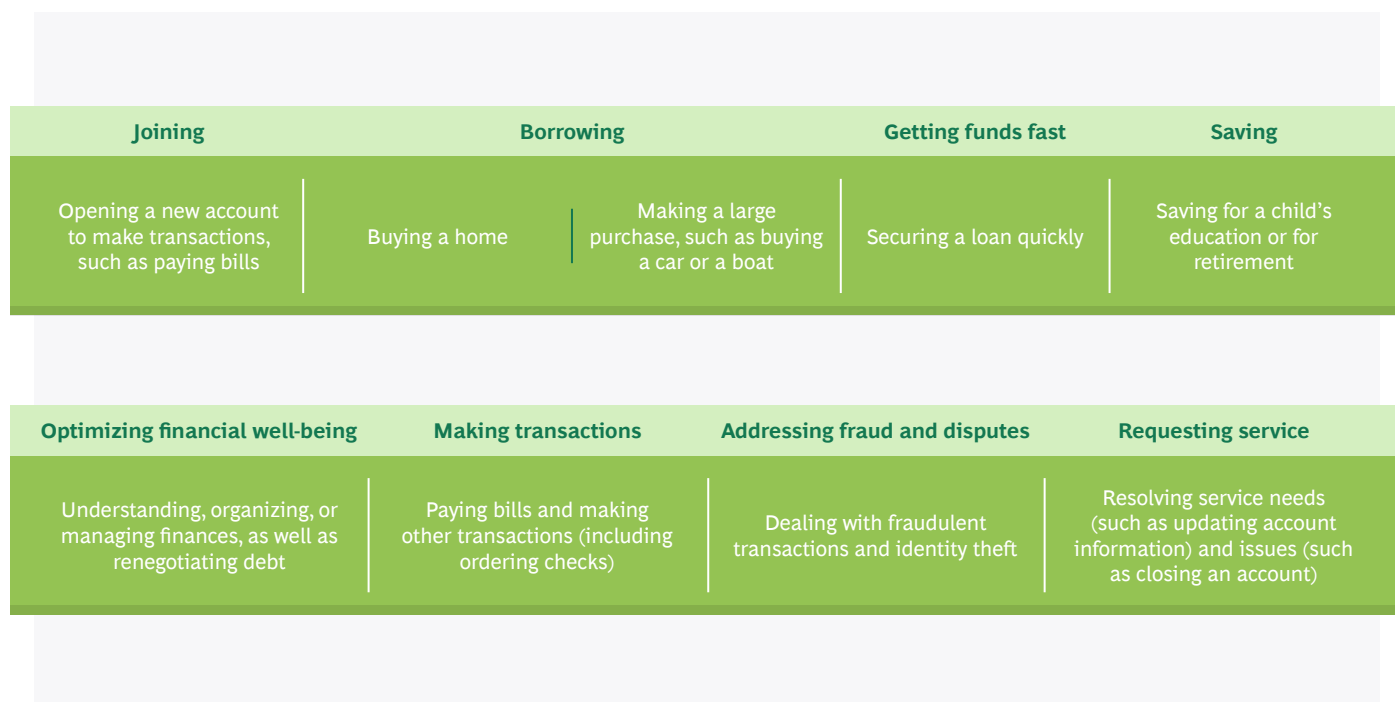 Joining
Borrowing
Getting funds fast
Saving
Opening a new account
to make transactions,
such as paying bills
Buying a home
Making a large
purchase, such as buying
a car or a boat
Securing a loan quickly
Saving for a child’s
education or for
retirement
Optimizing financial well-being
Making transactions
Addressing fraud and disputes
Requesting service
Understanding, organizing, or
managing finances, as well as
renegotiating debt
Paying bills and making
other transactions (including
ordering checks)
Dealing with fraudulent
transactions and identity theft
Resolving service needs
(such as updating account
information) and issues (such
as closing an account)